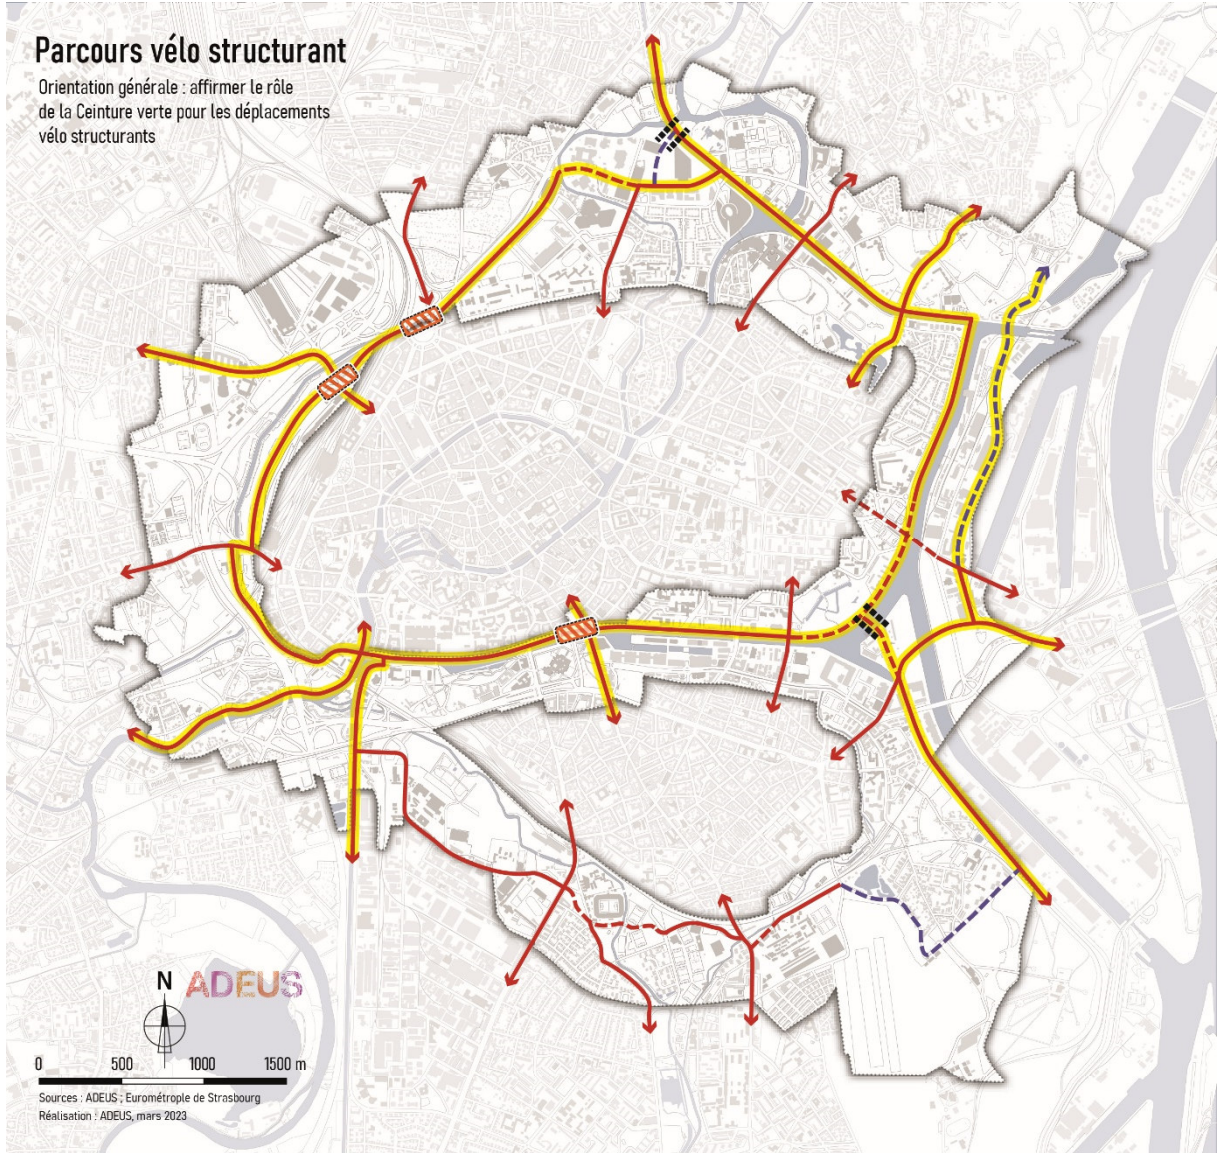 Parcours vélo structurant
Orientation générale : affirmer le rôle
de la Ceinture verte pour les déplacements
vélo structurants
N ADEUS
0 500 1000 1500 m
Sources : ADEUS ; Eurométrople de Strasbourg
Réalisation : ADEUS, mars 2023